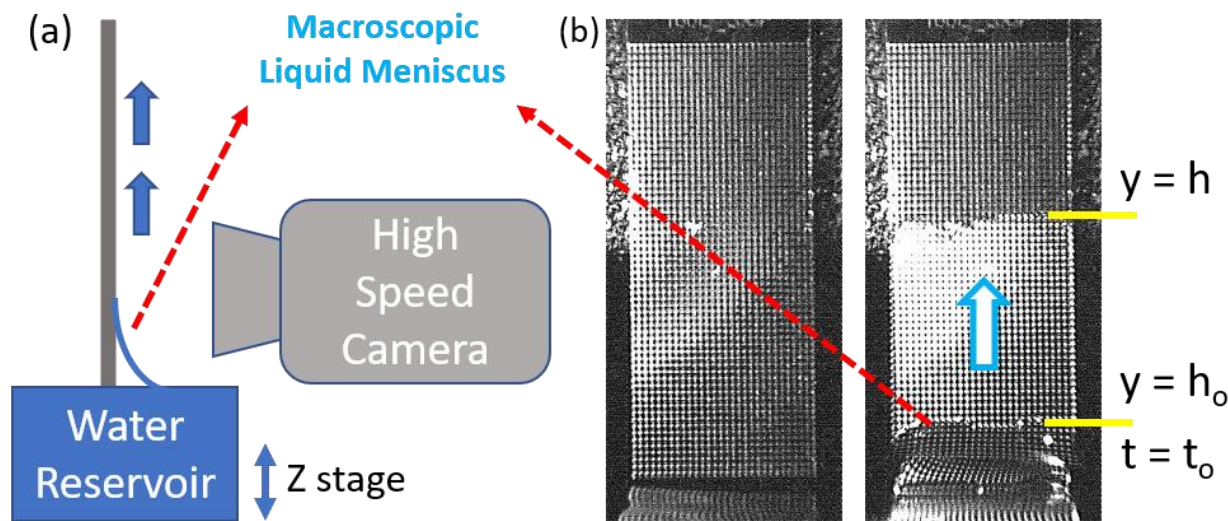 (a)
Macroscopic
Liquid Meniscus
(b)
High
Speed
Camera
Water
Reservoir
Z stage
y = h
y = hₒ
t = tₒ